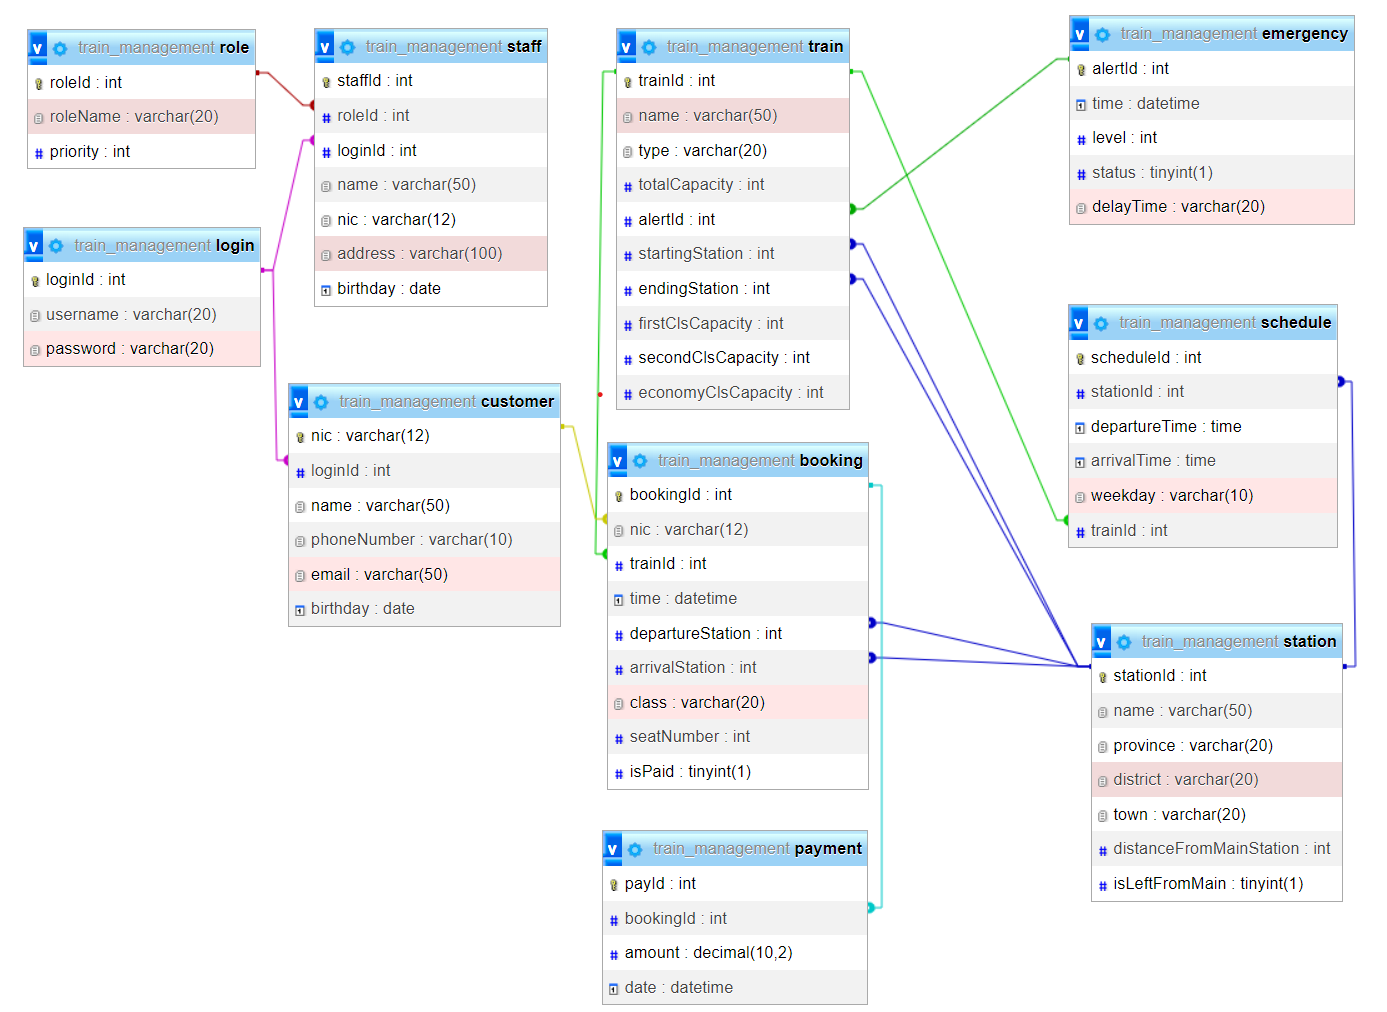 train_management role
roleId : int
roleName : varchar(20)
priority : int
train_management staff
staffId : int
roleId : int
loginId : int
name : varchar(50)
nic : varchar(12)
address : varchar(100)
birthday : date
train_management train
trainId : int
name : varchar(50)
type : varchar(20)
totalCapacity : int
alertId : int
startingStation : int
endingStation : int
firstClsCapacity : int
secondClsCapacity : int
economyClsCapacity : int
train_management emergency
alertId : int
time : datetime
level : int
status : tinyint(1)
delayTime : varchar(20)
train_management login
loginId : int
username : varchar(20)
password : varchar(20)
train_management schedule
scheduleId : int
stationId : int
departureTime : time
arrivalTime : time
weekday : varchar(10)
trainId : int
train_management customer
nic : varchar(12)
loginId : int
name : varchar(50)
phoneNumber : varchar(10)
email : varchar(50)
birthday : date
train_management booking
bookingId : int
nic : varchar(12)
trainId : int
time : datetime
departureStation : int
arrivalStation : int
class : varchar(20)
seatNumber : int
isPaid : tinyint(1)
train_management station
stationId : int
name : varchar(50)
province : varchar(20)
district : varchar(20)
town : varchar(20)
distanceFromMainStation : int
isLeftFromMain : tinyint(1)
train_management payment
payId : int
bookingId : int
amount : decimal(10,2)
date : datetime